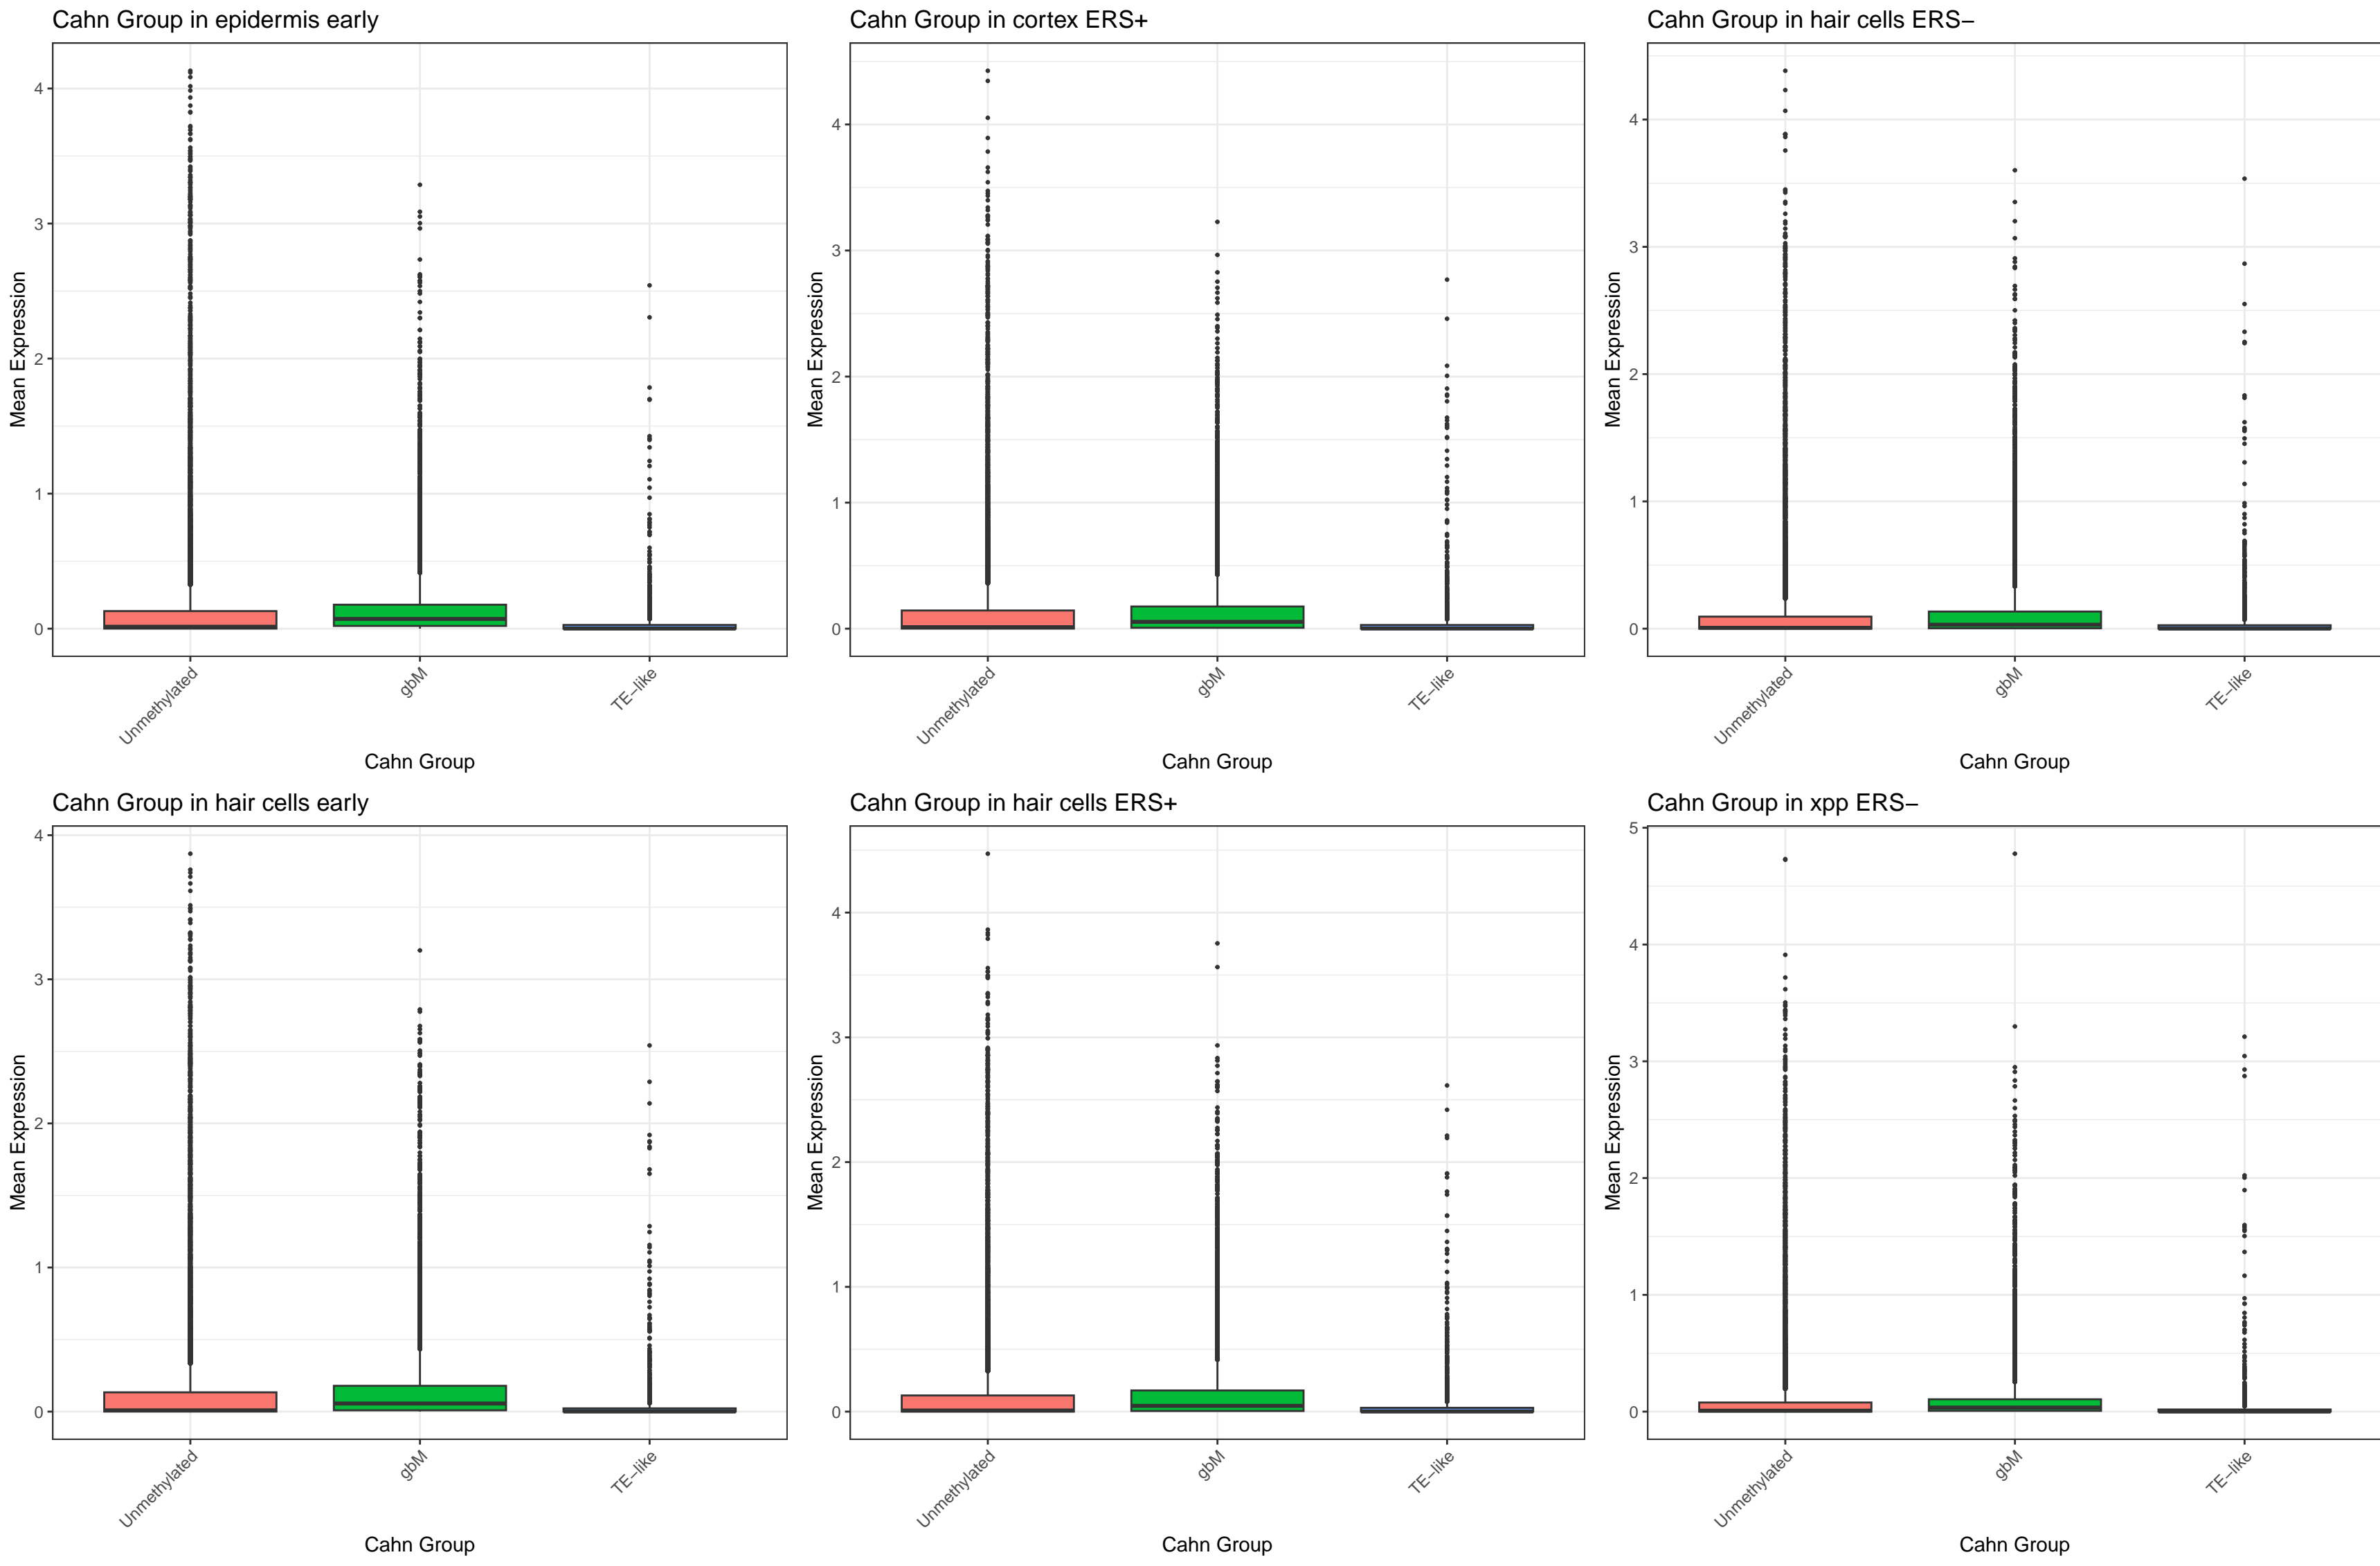 Cahn Group in epidermis early
Mean Expression
4
3
2
1
0
Unmethylated
gbM
TE−like
Cahn Group
Cahn Group in cortex ERS+
Mean Expression
4
3
2
1
0
Unmethylated
gbM
TE−like
Cahn Group
Cahn Group in hair cells ERS−
Mean Expression
4
3
2
1
0
Unmethylated
gbM
TE−like
Cahn Group
Cahn Group in hair cells early
Mean Expression
4
3
2
1
0
Unmethylated
gbM
TE−like
Cahn Group
Cahn Group in hair cells ERS+
Mean Expression
4
3
2
1
0
Unmethylated
gbM
TE−like
Cahn Group
Cahn Group in xpp ERS−
Mean Expression
5
4
3
2
1
0
Unmethylated
gbM
TE−like
Cahn Group